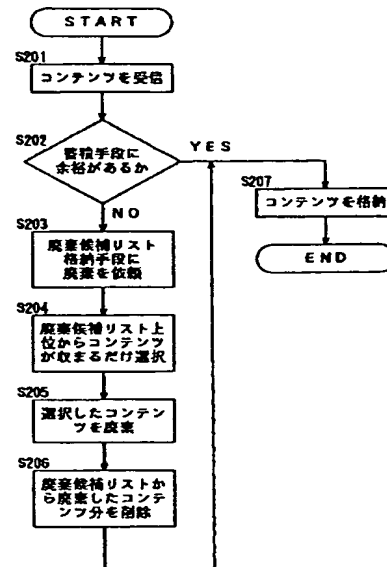 START
S201
コンテンツを受信
S202
蓄積手段に
余裕があるか
YES
NO
S203
廃棄候補リスト
格納手段に
廃棄を依頼
S204
廃棄候補リスト上
位からコンテンツ
が収まるだけ選択
S205
選択したコンテン
ツを廃棄
S206
廃棄候補リストか
ら廃棄したコンテ
ンツ分を削除
S207
コンテンツを格納
END